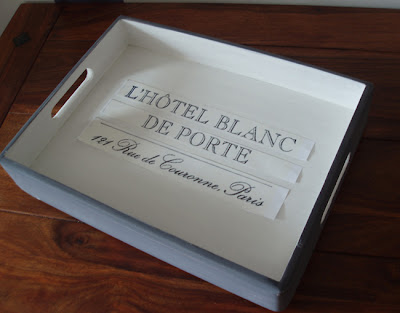 L'HÔTEL BLANC
DE PORTE
121 Rue de Couronne, Paris